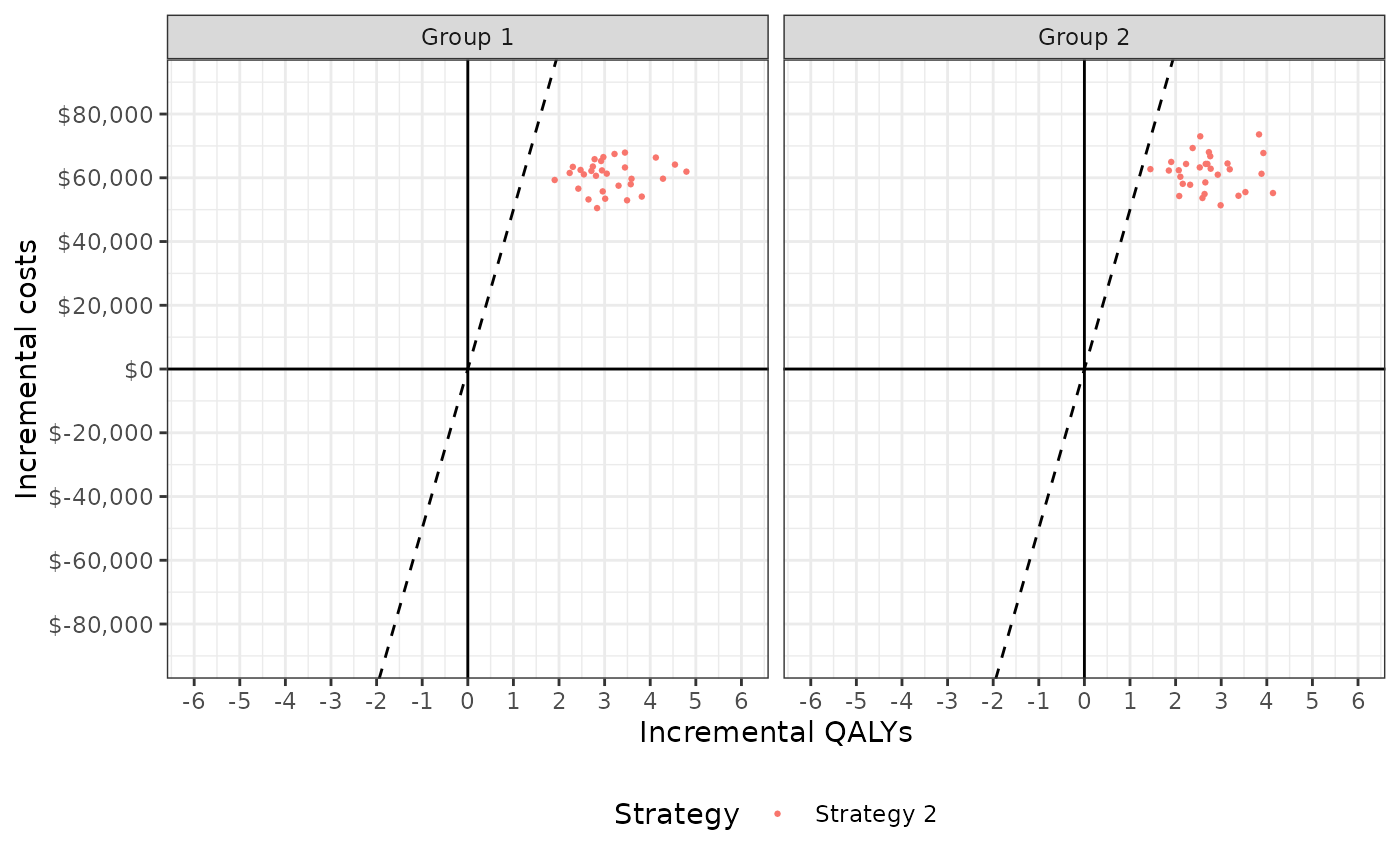 Group 1 Group 2
Incremental costs
$80,000
$60,000
$40,000
$20,000
$0
$-20,000
$-40,000
$-60,000
$-80,000
-6 -5 -4 -3 -2 -1 0 1 2 3 4 5 6 -6 -5 -4 -3 -2 -1 0 1 2 3 4 5 6
Incremental QALYs
Strategy Strategy 2